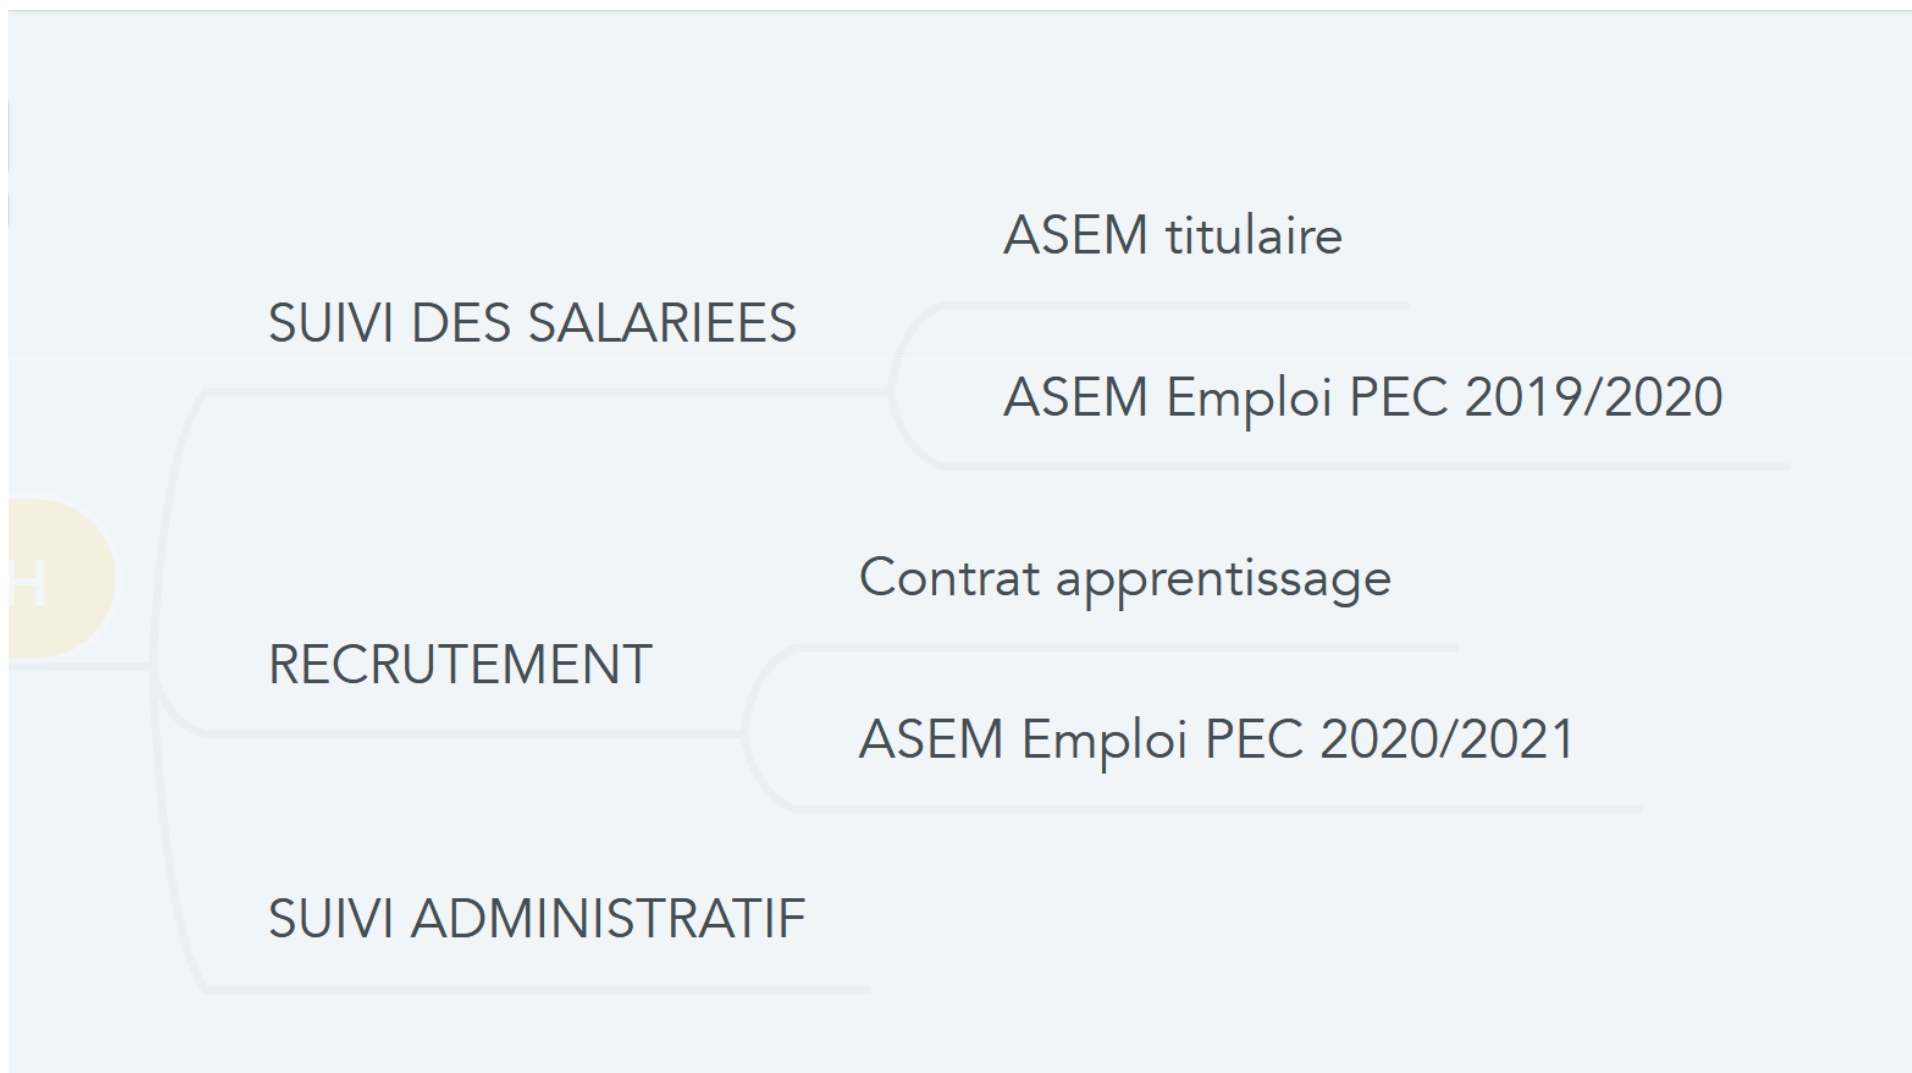 ASEM titulaire
SUIVI DES SALARIEES
ASEM Emploi PEC 2019/2020
Contrat apprentissage
H
RECRUTEMENT
ASEM Emploi PEC 2020/2021
SUIVI ADMINISTRATIF